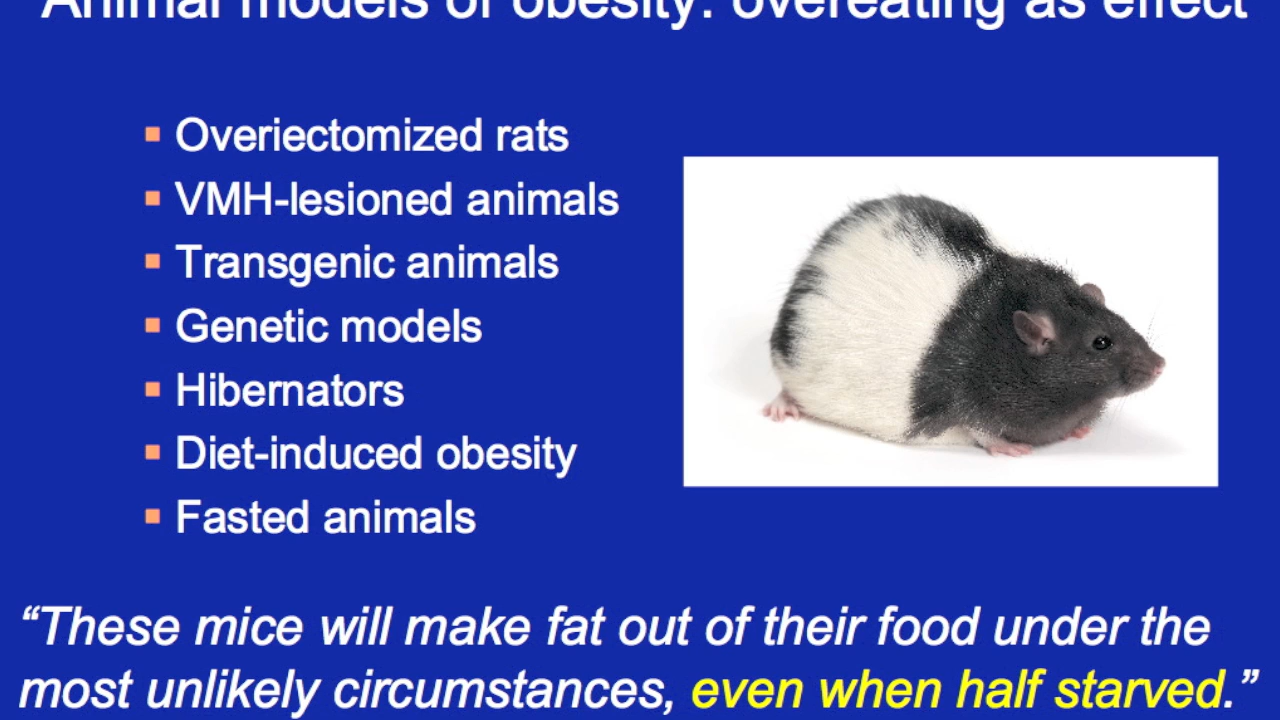 Animal models of obesity: overeating as effect
Overiectomized rats
VMH-lesioned animals
Transgenic animals
Genetic models
Hibernators
Diet-induced obesity
Fasted animals
“These mice will make fat out of their food under the
most unlikely circumstances, even when half starved.”